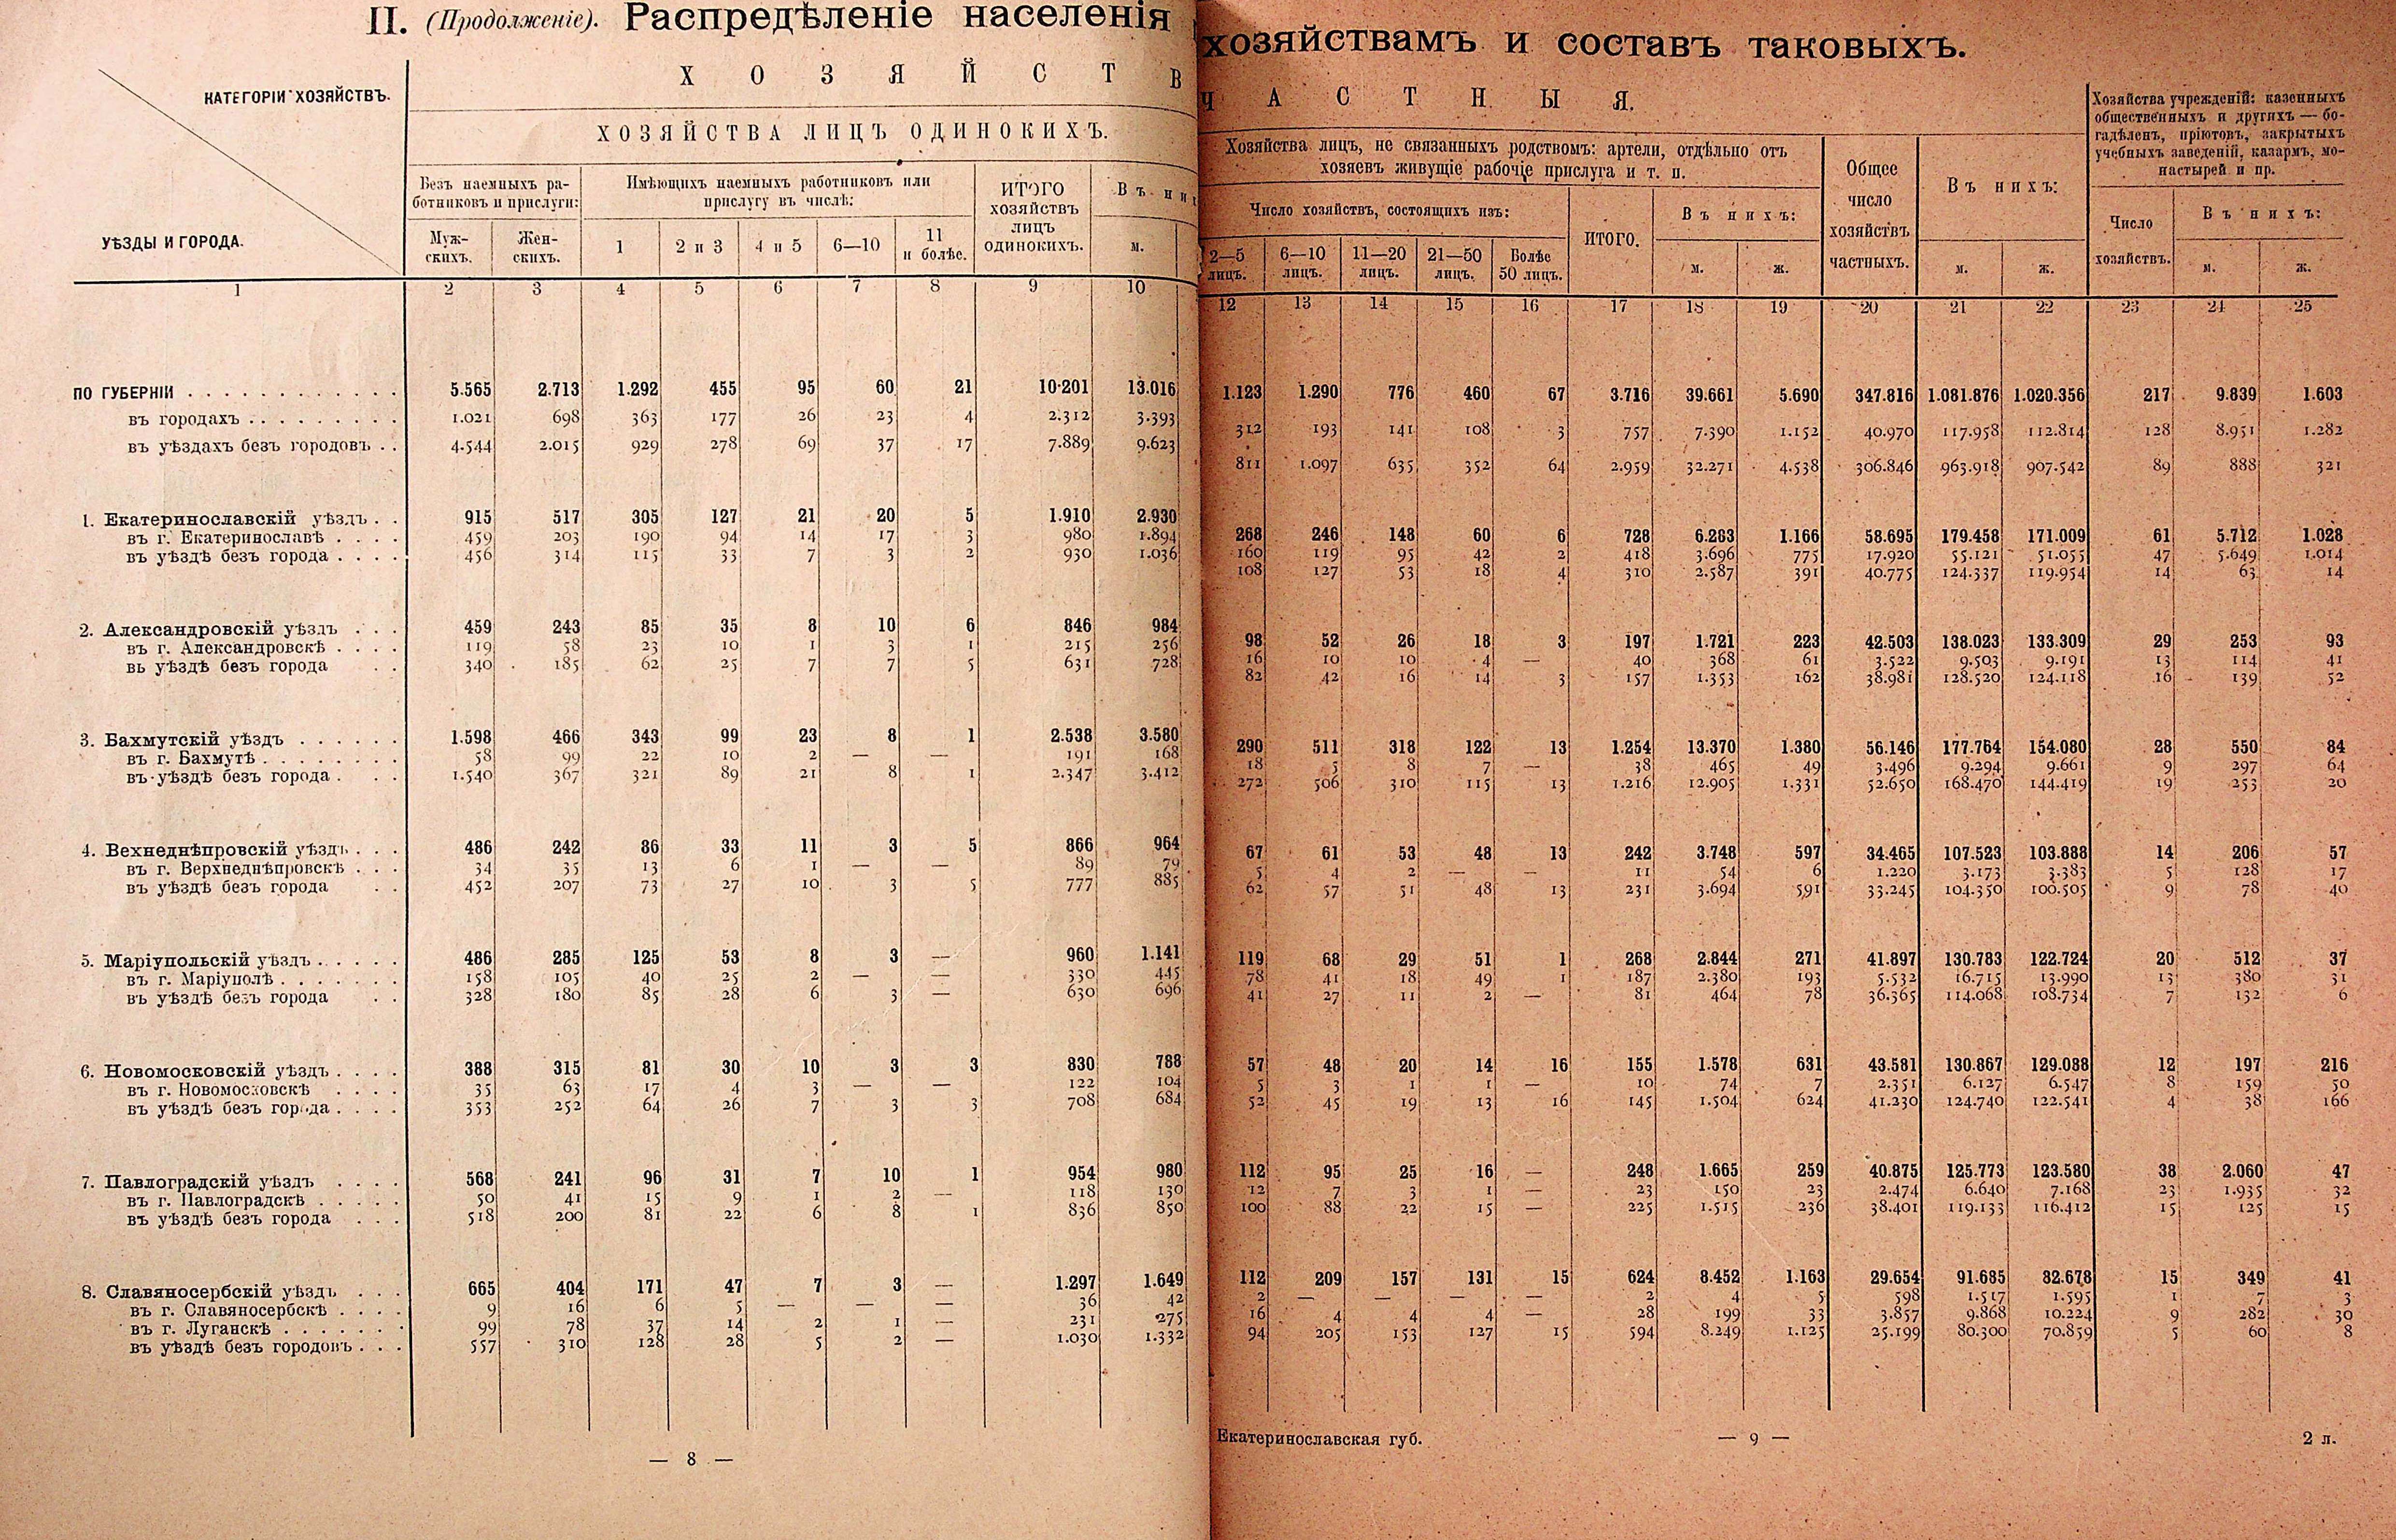 II. (Продолженіе). Распредѣленіе населенія
КАТЕГОРІИ ХОЗЯЙСТВЪ.
УѢЗДЫ И ГОРОДА.
ХОЗЯЙСТВ
ХОЗЯЙСТВА ЛИЦЪ ОДИНОКИХЪ.
Безъ наемныхъ ра-
ботниковъ и прислуги:
Имѣющихъ наемныхъ работниковъ или
прислугу въ числѣ:
ИТОГО
хозяйствъ
лицъ
одинокихъ.
Въ ни
Муж-
скихъ.
Жен-
скихъ.
1 2 и 3 4 и 5 6—10 11 и болѣе. м.
1 2 3 4 5 6 7 8 9 10
ПО ГУБЕРНІИ 5.565 2.713 1.292 455 95 60 21 10.201 13.016
въ городахъ 1.021 698 363 177 26 23 4 2.312 3.393
въ уѣздахъ безъ городовъ 4.544 2.015 929 278 69 37 17 7.889 9.623
1. Екатеринославскій уѣздъ 915 517 305 127 21 20 5 1.910 2.930
въ г. Екатеринославѣ 459 203 190 94 14 17 3 980 1.894
въ уѣздѣ безъ города 456 314 115 33 7 3 2 930 1.036
2. Александровскій уѣздъ 459 243 85 35 8 10 6 846 984
въ г. Александровскѣ 119 58 23 10 1 3 1 215 256
вь уѣздѣ безъ города 340 185 62 25 7 7 5 631 728
3. Бахмутскій уѣздъ 1.598 466 343 99 23 8 1 2.538 3.580
въ г. Бахмутѣ 58 99 22 10 2 — — 191 168
въ уѣздѣ безъ города 1.540 367 321 89 21 8 1 2.347 3.412
4. Вехнеднѣпровскій уѣздъ 486 242 86 33 11 3 5 866 964
въ г. Верхнеднѣпровскѣ 34 35 13 6 1 — — 89 79
въ уѣздѣ безъ города 452 207 73 27 10 3 5 777 885
5. Маріупольскій уѣздъ 486 285 125 53 8 3 — 960 1.141
въ г. Маріуполѣ 158 105 40 25 2 — — 330 445
въ уѣздѣ безъ города 328 180 85 28 6 3 — 630 696
6. Новомосковскій уѣздъ 388 315 81 30 10 3 3 830 788
въ г. Новомосковскѣ 35 63 17 4 3 — — 122 104
въ уѣздѣ безъ города 353 252 64 26 7 3 3 708 684
7. Павлоградскій уѣздъ 568 241 96 31 7 10 1 954 980
въ г. Павлоградскѣ 50 41 15 9 1 2 — 118 130
въ уѣздѣ безъ города 518 200 81 22 6 8 1 836 850
8. Славяносербскій уѣздъ 665 404 171 47 7 3 — 1.297 1.649
въ г. Славяносербскѣ 9 16 6 5 — — — 36 42
въ г. Луганскѣ 99 78 37 14 2 1 — 231 275
въ уѣздѣ безъ городовъ 557 310 128 28 5 2 — 1.030 1.332
— 8 —
хозяйствамъ и составъ таковыхъ.
ЧАСТНЫЯ.
Хозяйства лицъ, не связанныхъ родствомъ: артели, отдѣльно отъ
хозяевъ живущіе рабочіе прислуга и т. п.
Число хозяйствъ, состоящихъ изъ:
2—5 лицъ. 6—10 лицъ. 11—20 лицъ. 21—50 лицъ. Болѣе 50 лицъ.
ИТОГО.
Въ нихъ:
м. ж.
Общее
число
хозяйствъ
частныхъ.
Въ нихъ:
м. ж.
Хозяйства учрежденій: казенныхъ
общественныхъ и другихъ — бо-
гадѣленъ, пріютовъ, закрытыхъ
учебныхъ заведеній, казармъ, мо-
настырей и пр.
Число
хозяйствъ.
Въ нихъ:
м. ж.
12 13 14 15 16 17 18 19 20 21 22 23 24 25
1.123 1.290 776 460 67 3.716 39.661 5.690 347.816 1.081.876 1.020.356 217 9.839 1.603
312 193 141 108 3 757 7.390 1.152 40.970 117.958 112.814 128 8.951 1.282
811 1.097 635 352 64 2.959 32.271 4.538 306.846 963.918 907.542 89 888 321
268 246 148 60 6 728 6.283 1.166 58.695 179.458 171.009 61 5.712 1.028
160 119 95 42 2 418 3.696 775 17.920 55.121 51.055 47 5.649 1.014
108 127 53 18 4 310 2.587 391 40.775 124.337 119.954 14 63 14
98 52 26 18 3 197 1.721 223 42.503 138.023 133.309 29 253 93
16 10 10 4 — 40 368 61 3.522 9.503 9.191 13 114 41
82 42 16 14 3 157 1.353 162 38.981 128.520 124.118 16 139 52
290 511 318 122 13 1.254 13.370 1.380 56.146 177.764 154.080 28 550 84
18 5 8 7 — 38 465 49 3.496 9.294 9.661 9 297 64
272 506 310 115 13 1.216 12.905 1.331 52.650 168.470 144.419 19 253 20
67 61 53 48 13 242 3.748 597 34.465 107.523 103.888 14 206 57
5 4 2 — — 11 54 6 1.220 3.173 3.383 5 128 17
62 57 51 48 13 231 3.694 591 33.245 104.350 100.505 9 78 40
119 68 29 51 1 268 2.844 271 41.897 130.783 122.724 20 512 37
78 41 18 49 1 187 2.380 193 5.532 16.715 13.990 13 380 31
41 27 11 2 — 81 464 78 36.365 114.068 108.734 7 132 6
57 48 20 14 16 155 1.578 631 43.581 130.867 129.088 12 197 216
5 3 1 1 — 10 74 7 2.351 6.127 6.547 8 159 50
52 45 19 13 16 145 1.504 624 41.230 124.740 122.541 4 38 166
112 95 25 16 — 248 1.665 259 40.875 125.773 123.580 38 2.060 47
12 7 3 1 — 23 150 23 2.474 6.640 7.168 23 1.935 32
100 88 22 15 — 225 1.515 236 38.401 119.133 116.412 15 125 15
112 209 157 131 15 624 8.452 1.163 29.654 91.685 82.678 15 349 41
2 — — — — 2 4 5 598 1.517 1.595 1 7 3
16 4 4 4 — 28 199 33 3.857 9.868 10.224 9 282 30
94 205 153 127 15 594 8.249 1.125 25.199 80.300 70.859 5 60 8
Екатеринославская губ. — 9 — 2 л.